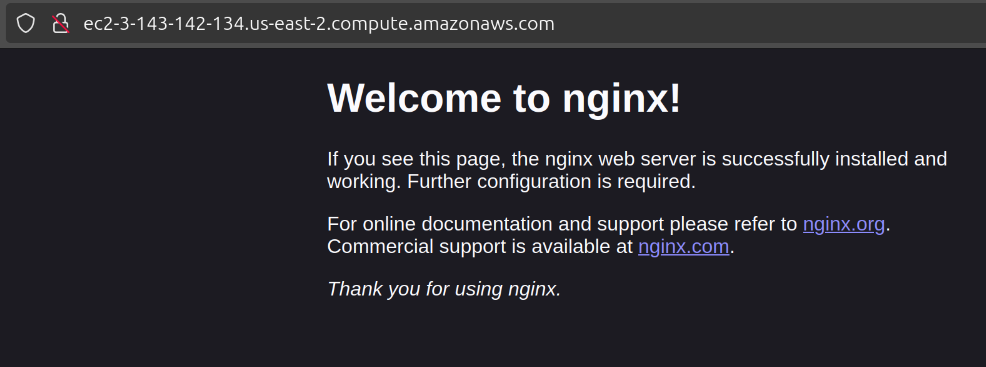 ec2-3-143-142-134.us-east-2.compute.amazonaws.com
Welcome to nginx!
If you see this page, the nginx web server is successfully installed and
working. Further configuration is required.
For online documentation and support please refer to nginx.org.
Commercial support is available at nginx.com.
Thank you for using nginx.